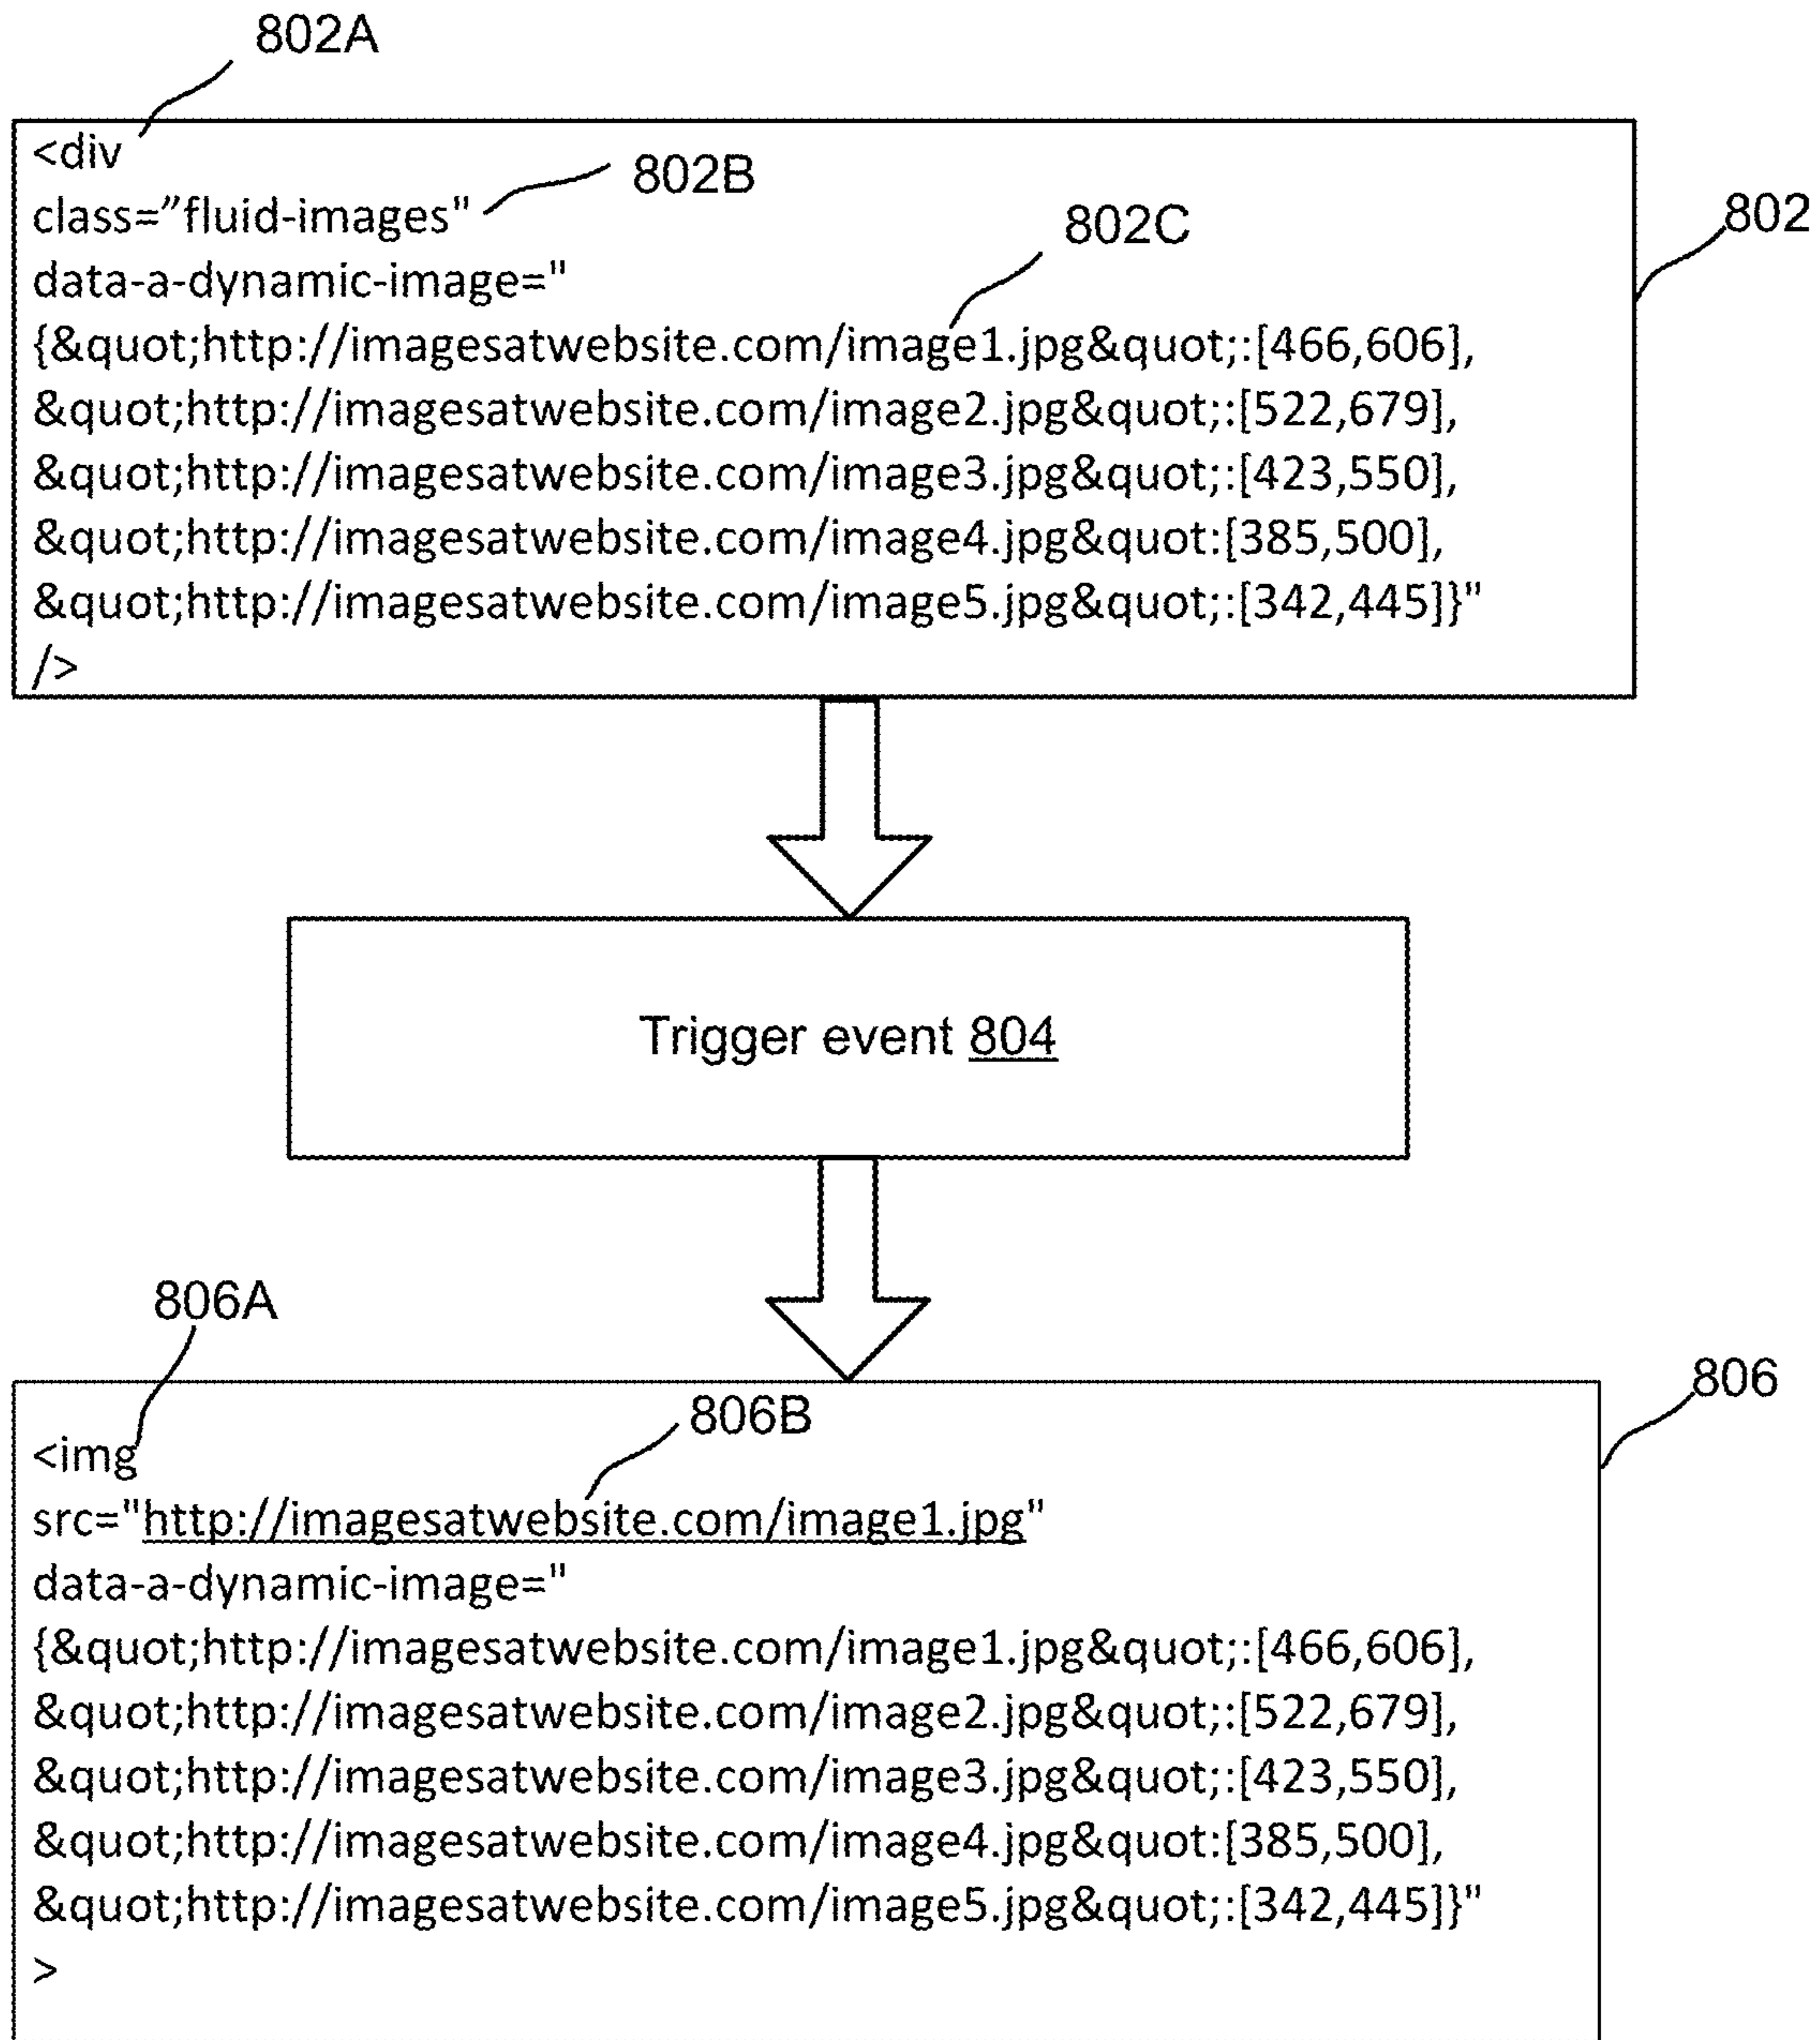 802A
<div
802B
class=”fluid-images"
802C
802
data-a-dynamic-image="
{&quot;http://imagesatwebsite.com/image1.jpg&quot;:[466,606],
&quot;http://imagesatwebsite.com/image2.jpg&quot;:[522,679],
&quot;http://imagesatwebsite.com/image3.jpg&quot;:[423,550],
&quot;http://imagesatwebsite.com/image4.jpg&quot:[385,500],
&quot;http://imagesatwebsite.com/image5.jpg&quot;:[342,445]}"
/>
Trigger event 804
806A
806
806B
<img
src="http://imagesatwebsite.com/image1.jpg"
data-a-dynamic-image="
{&quot;http://imagesatwebsite.com/image1.jpg&quot;:[466,606],
&quot;http://imagesatwebsite.com/image2.jpg&quot;:[522,679],
&quot;http://imagesatwebsite.com/image3.jpg&quot;:[423,550],
&quot;http://imagesatwebsite.com/image4.jpg&quot:[385,500],
&quot;http://imagesatwebsite.com/image5.jpg&quot;:[342,445]}"
>